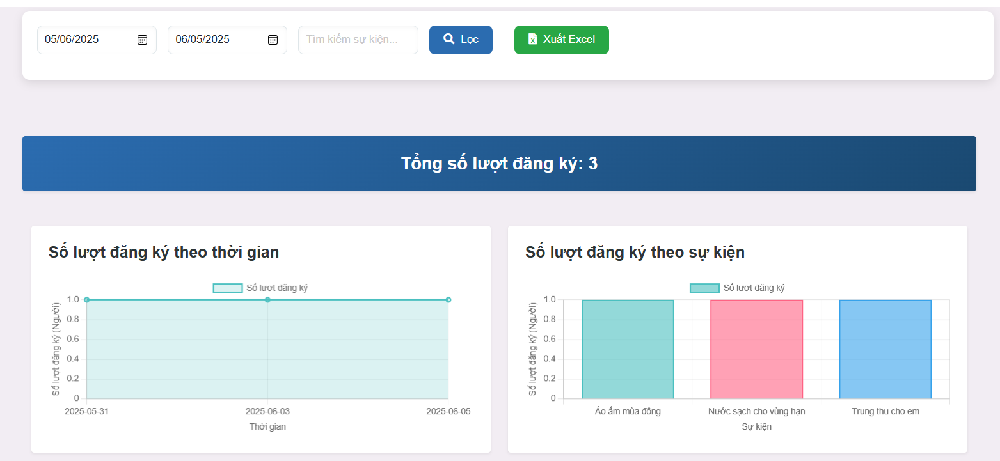 05/06/2025
06/05/2025
Tìm kiếm sự kiện...
Lọc
Xuất Excel
Tổng số lượt đăng ký: 3
Số lượt đăng ký theo thời gian
Số lượt đăng ký
Số lượt đăng ký (Người)
1.0
0.8
0.6
0.4
0.2
0
2025-05-31
2025-06-03
2025-06-05
Thời gian
Số lượt đăng ký theo sự kiện
Số lượt đăng ký
Số lượt đăng ký (Người)
1.0
0.8
0.6
0.4
0.2
0
Áo ấm mùa đông
Nước sạch cho vùng hạn
Trung thu cho em
Sự kiện